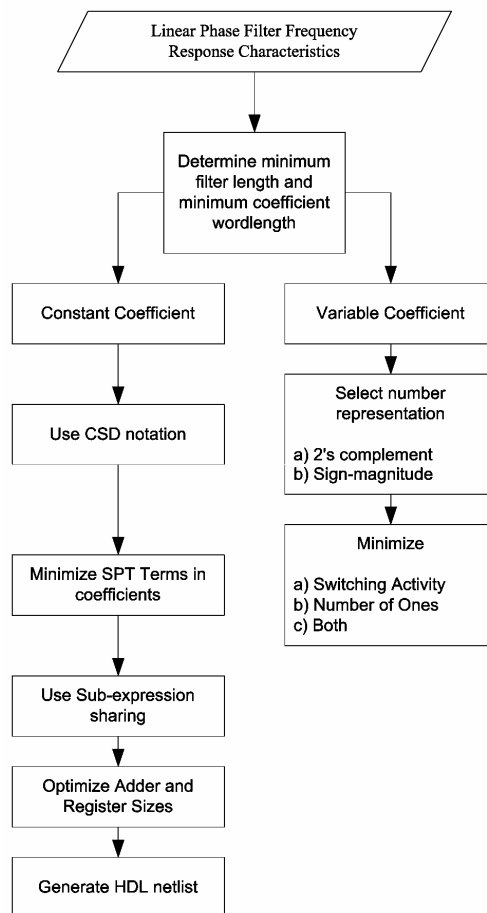 Linear Phase Filter Frequency
Response Characteristics
Determine minimum
filter length and
minimum coefficient
wordlength
Constant Coefficient
Use CSD notation
Minimize SPT Terms in
coefficients
Use Sub-expression
sharing
Optimize Adder and
Register Sizes
Generate HDL netlist
Variable Coefficient
Select number
representation
a) 2's complement
b) Sign-magnitude
Minimize
a) Switching Activity
b) Number of Ones
c) Both